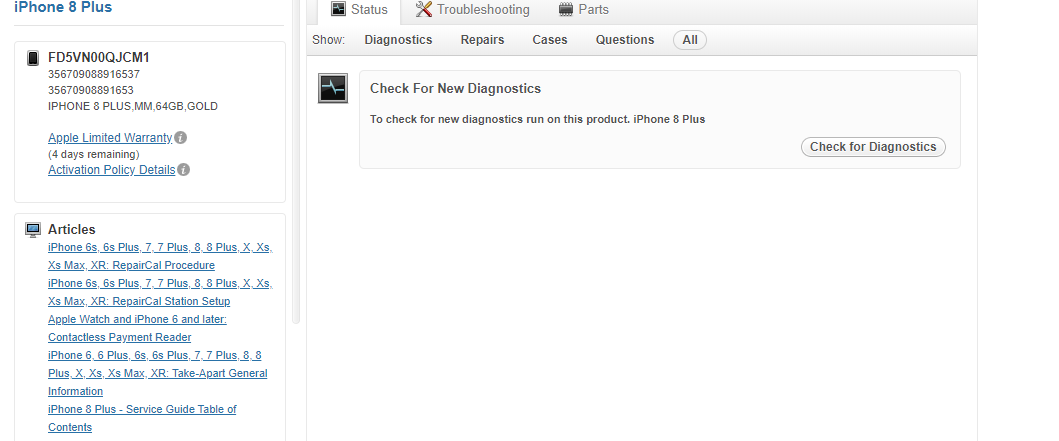 iPhone 8 Plus
FD5VN00QJCM1
356709088916537
35670908891653
IPHONE 8 PLUS,MM,64GB,GOLD
Apple Limited Warranty
(4 days remaining)
Activation Policy Details
Articles
iPhone 6s, 6s Plus, 7, 7 Plus, 8, 8 Plus, X, Xs,
Xs Max, XR: RepairCal Procedure
iPhone 6s, 6s Plus, 7, 7 Plus, 8, 8 Plus, X, Xs,
Xs Max, XR: RepairCal Station Setup
Apple Watch and iPhone 6 and later:
Contactless Payment Reader
iPhone 6, 6 Plus, 6s, 6s Plus, 7, 7 Plus, 8, 8
Plus, X, Xs, Xs Max, XR: Take-Apart General
Information
iPhone 8 Plus - Service Guide Table of
Contents
Status Troubleshooting Parts
Show: Diagnostics Repairs Cases Questions All
Check For New Diagnostics
To check for new diagnostics run on this product. iPhone 8 Plus
Check for Diagnostics